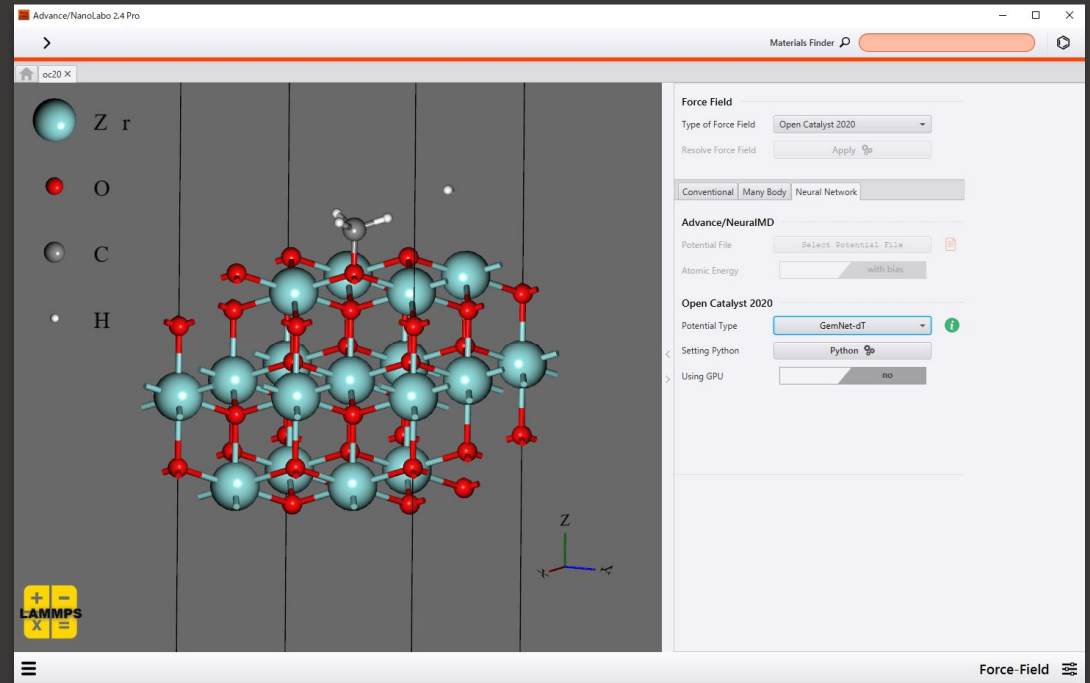 Advance/NanoLabo 2.4 Pro
Materials Finder
oc20
Z r
O
C
H
Z
LAMMPS
Force Field
Type of Force Field Open Catalyst 2020
Resolve Force Field Apply
Conventional Many Body Neural Network
Advance/NeuralMD
Potential File Select Potential File
Atomic Energy with bias
Open Catalyst 2020
Potential Type GemNet-dT
Setting Python Python
Using GPU no
Force-Field